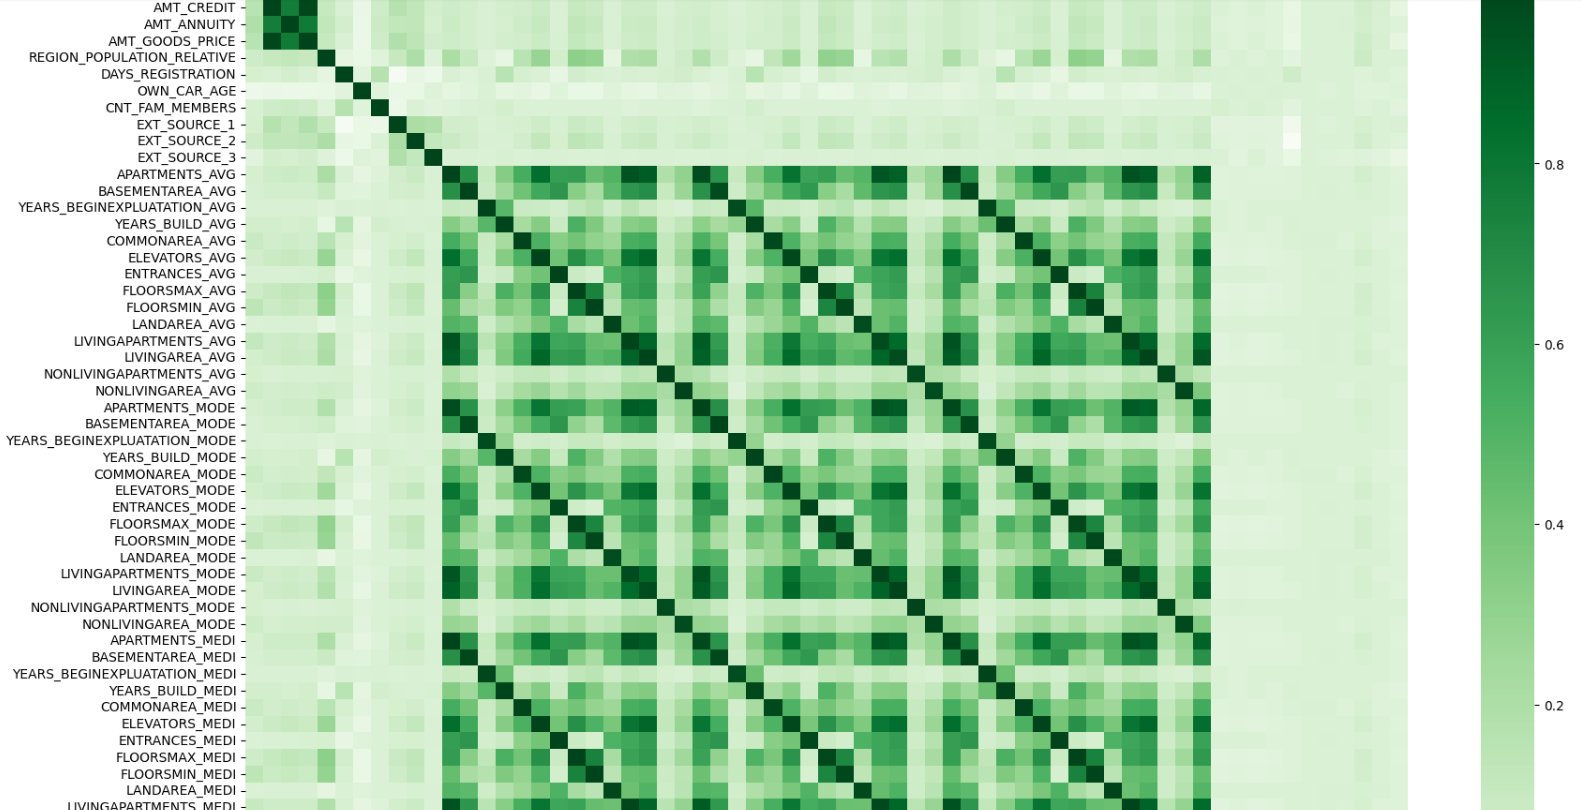 AMT_CREDIT
AMT_ANNUITY
AMT_GOODS_PRICE
REGION_POPULATION_RELATIVE
DAYS_REGISTRATION
OWN_CAR_AGE
CNT_FAM_MEMBERS
EXT_SOURCE_1
EXT_SOURCE_2
EXT_SOURCE_3
APARTMENTS_AVG
BASEMENTAREA_AVG
YEARS_BEGINEXPLUATATION_AVG
YEARS_BUILD_AVG
COMMONAREA_AVG
ELEVATORS_AVG
ENTRANCES_AVG
FLOORSMAX_AVG
FLOORSMIN_AVG
LANDAREA_AVG
LIVINGAPARTMENTS_AVG
LIVINGAREA_AVG
NONLIVINGAPARTMENTS_AVG
NONLIVINGAREA_AVG
APARTMENTS_MODE
BASEMENTAREA_MODE
YEARS_BEGINEXPLUATATION_MODE
YEARS_BUILD_MODE
COMMONAREA_MODE
ELEVATORS_MODE
ENTRANCES_MODE
FLOORSMAX_MODE
FLOORSMIN_MODE
LANDAREA_MODE
LIVINGAPARTMENTS_MODE
LIVINGAREA_MODE
NONLIVINGAPARTMENTS_MODE
NONLIVINGAREA_MODE
APARTMENTS_MEDI
BASEMENTAREA_MEDI
YEARS_BEGINEXPLUATATION_MEDI
YEARS_BUILD_MEDI
COMMONAREA_MEDI
ELEVATORS_MEDI
ENTRANCES_MEDI
FLOORSMAX_MEDI
FLOORSMIN_MEDI
LANDAREA_MEDI
LIVINGAPARTMENTS_MEDI
0.8
0.6
0.4
0.2